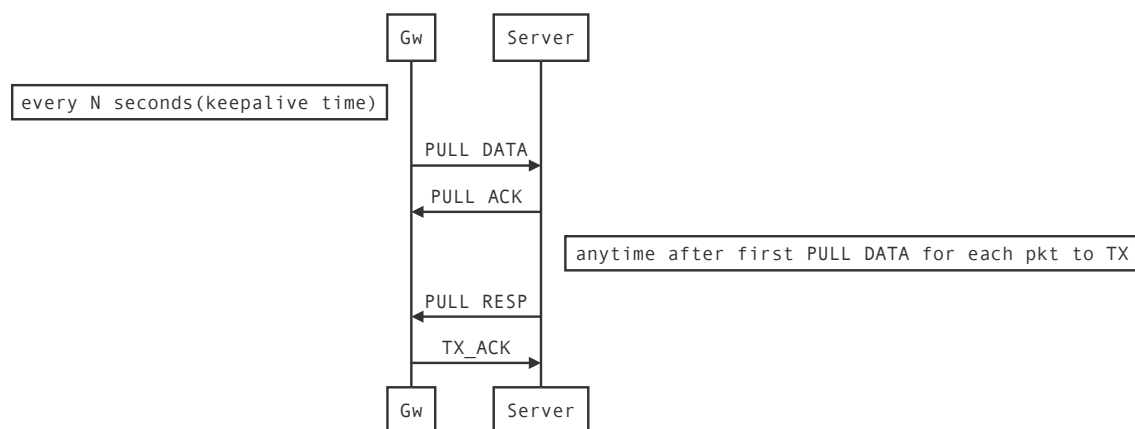 Gw
Server
every N seconds(keepalive time)
PULL DATA
PULL ACK
anytime after first PULL DATA for each pkt to TX
PULL RESP
TX_ACK
Gw
Server